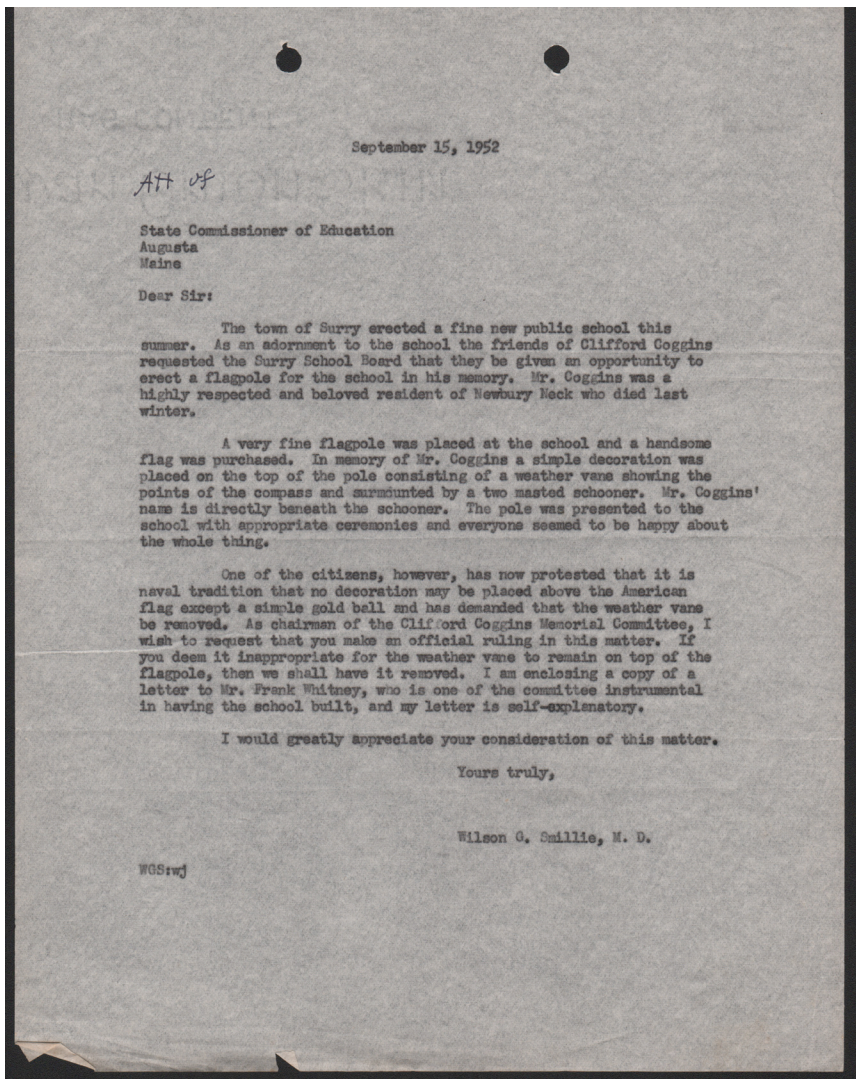 September 15, 1952
State Commissioner of Education
Augusta
Maine
Dear Sir:
The town of Surry erected a fine new public school this
summer. As an adornment to the school the friends of Clifford Coggins
requested the Surry School Board that they be given an opportunity to
erect a flagpole for the school in his memory. Mr. Coggins was a
highly respected and beloved resident of Newbury Neck who died last
winter.
A very fine flagpole was placed at the school and a handsome
flag was purchased. In memory of Mr. Coggins a simple decoration was
placed on the top of the pole consisting of a weather vane showing the
points of the compass and surmounted by a two masted schooner. Mr. Coggins'
name is directly beneath the schooner. The pole was presented to the
school with appropriate ceremonies and everyone seemed to be happy about
the whole thing.
One of the citizens, however, has now protested that it is
naval tradition that no decoration may be placed above the American
flag except a simple gold ball and has demanded that the weather vane
be removed. As chairman of the Clifford Coggins Memorial Committee, I
wish to request that you make an official ruling in this matter. If
you deem it inappropriate for the weather vane to remain on top of the
flagpole, then we shall have it removed. I am enclosing a copy of a
letter to Mr. Frank Whitney, who is one of the committee instrumental
in having the school built, and my letter is self-explanatory.
I would greatly appreciate your consideration of this matter.
Yours truly,
Wilson G. Smillie, M. D.
WGS:wj